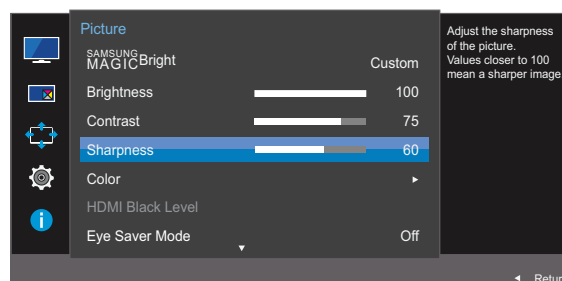 Picture
SAMSUNG
MAGICBright Custom
Brightness 100
Contrast 75
Sharpness 60
Color
HDMI Black Level
Eye Saver Mode Off
Adjust the sharpness
of the picture.
Values closer to 100
mean a sharper image
Retur